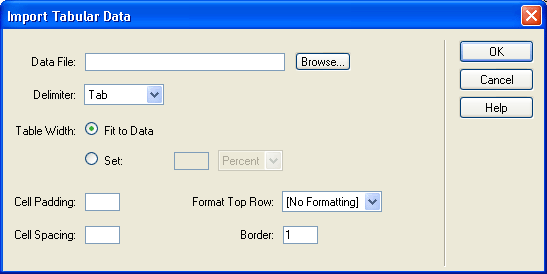 Import Tabular Data
Data File: Browse...
Delimiter: Tab
Table Width: Fit to Data
Set: Percent
Cell Padding: Format Top Row: [No Formatting]
Cell Spacing: Border: 1
OK
Cancel
Help